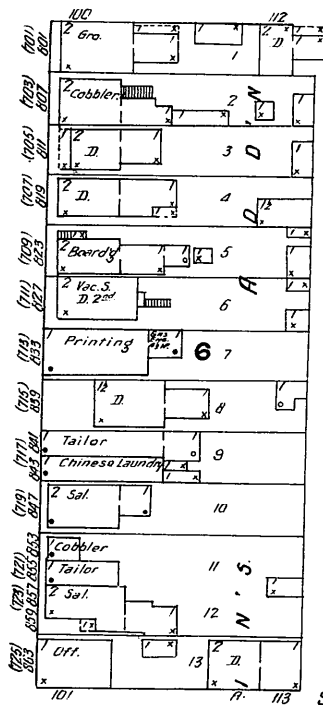 100 112
(701) 801 2 Gro. 1 D.
(703) 807 2 Cobbler. 2 N
(705) 811 2 D. 3 D
(707) 819 2 D. 4 D
(709) 823 2 Board'g 5
(711) 827 2 Vac. S. D. 2nd. 6 A
(713) 833 Printing 6 7
(715) 839 1½ D. 8
(717) 841 Tailor 9
843 Chinese Laundry
(719) 847 2 Sal. 10
853 Cobbler
(721) 855 Tailor 11 S.
(723) 857 859 2 Sal. 12 N '
(725) 863 Off. 13 2 D. I
101 A. 113